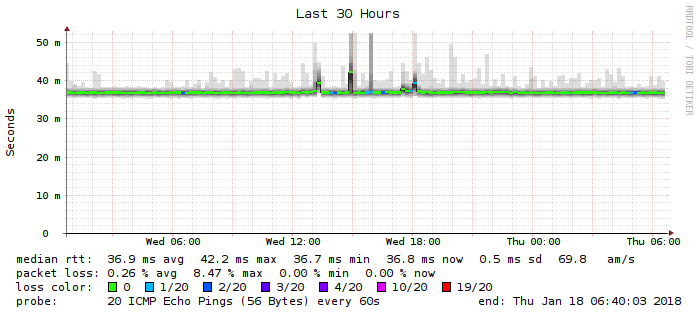 Last 30 Hours
RRDTOOL / TOBI OETIKER
Seconds
50 m
40 m
30 m
20 m
10 m
0
Wed 06:00 Wed 12:00 Wed 18:00 Thu 00:00 Thu 06:00
median rtt: 36.9 ms avg 42.2 ms max 36.7 ms min 36.8 ms now 0.5 ms sd 69.8 am/s
packet loss: 0.26 % avg 8.47 % max 0.00 % min 0.00 % now
loss color: 0 1/20 2/20 3/20 4/20 10/20 19/20
probe: 20 ICMP Echo Pings (56 Bytes) every 60s end: Thu Jan 18 06:40:03 2018